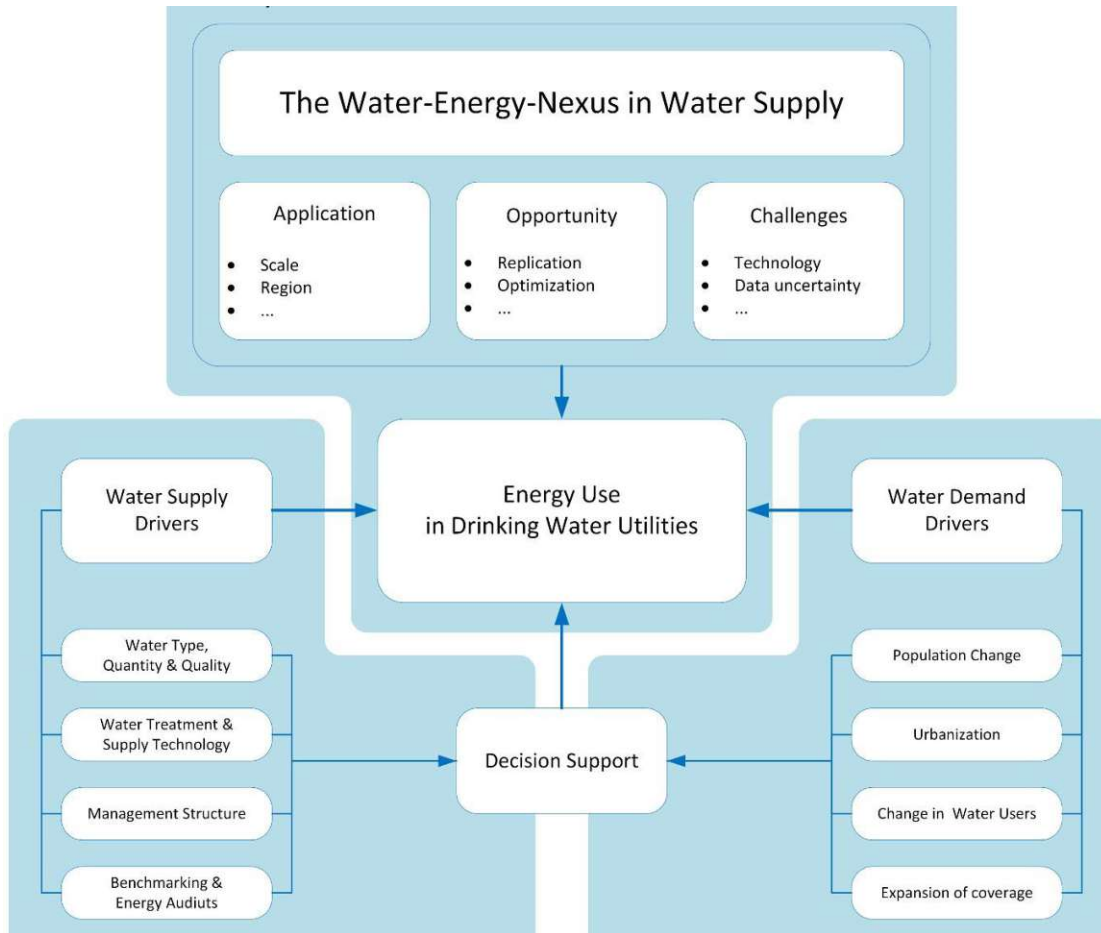 The Water-Energy-Nexus in Water Supply
Application
• Scale
• Region
• ...
Opportunity
• Replication
• Optimization
• ...
Challenges
• Technology
• Data uncertainty
• ...
Energy Use
in Drinking Water Utilities
Water Supply
Drivers
Water Type,
Quantity & Quality
Water Treatment &
Supply Technology
Management Structure
Benchmarking &
Energy Audiuts
Decision Support
Water Demand
Drivers
Population Change
Urbanization
Change in Water Users
Expansion of coverage